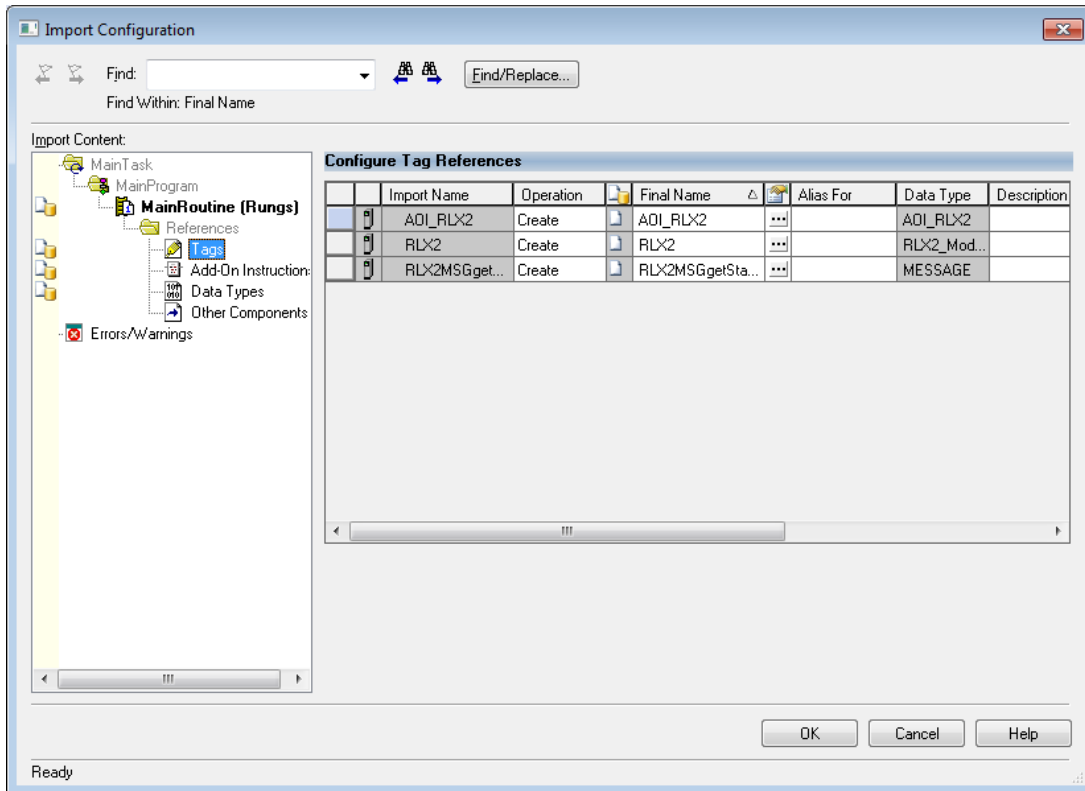 Import Configuration
Find:
Find/Replace...
Find Within: Final Name
Import Content:
MainTask
MainProgram
MainRoutine (Rungs)
References
Tags
Add-On Instruction:
Data Types
Other Components
Errors/Warnings
Configure Tag References
Import Name Operation Final Name Alias For Data Type Description
AOI_RLX2 Create AOI_RLX2 ... AOI_RLX2
RLX2 Create RLX2 ... RLX2_Mod...
RLX2MSGget... Create RLX2MSGgetSta... ... MESSAGE
OK Cancel Help
Ready